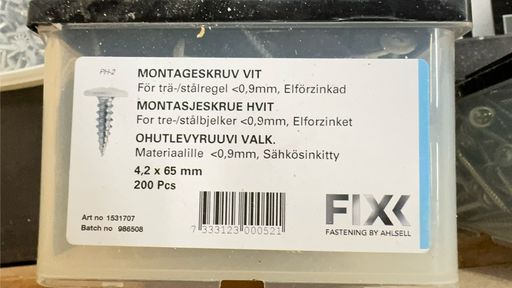 PH-2
MONTAGESKRUV VIT
För trä-/stålregel <0,9mm, Elförzinkad
MONTASJESKRUE HVIT
For tre-/stålbjelker <0,9mm, Elforzinket
OHUTLEVYRUUVI VALK.
Materiaalille <0,9mm, Sähkösinkitty
4,2 x 65 mm
200 Pcs
Art no 1531707
Batch no 986508
7 333123 000521
FIXX
FASTENING BY AHLSELL